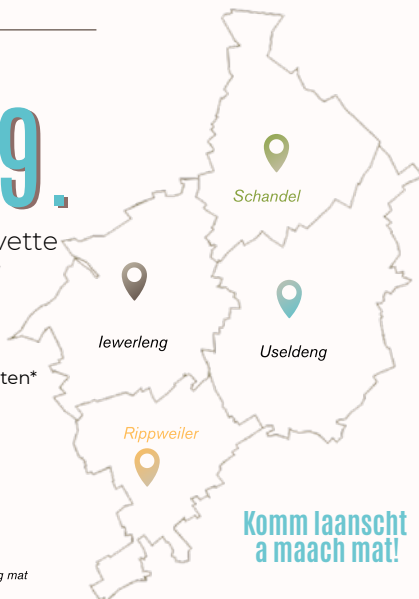 9.
vette
Schandel
Iewerleng
Useldeng
ten*
Rippweiler
Komm laanscht
a maach mat!
g mat